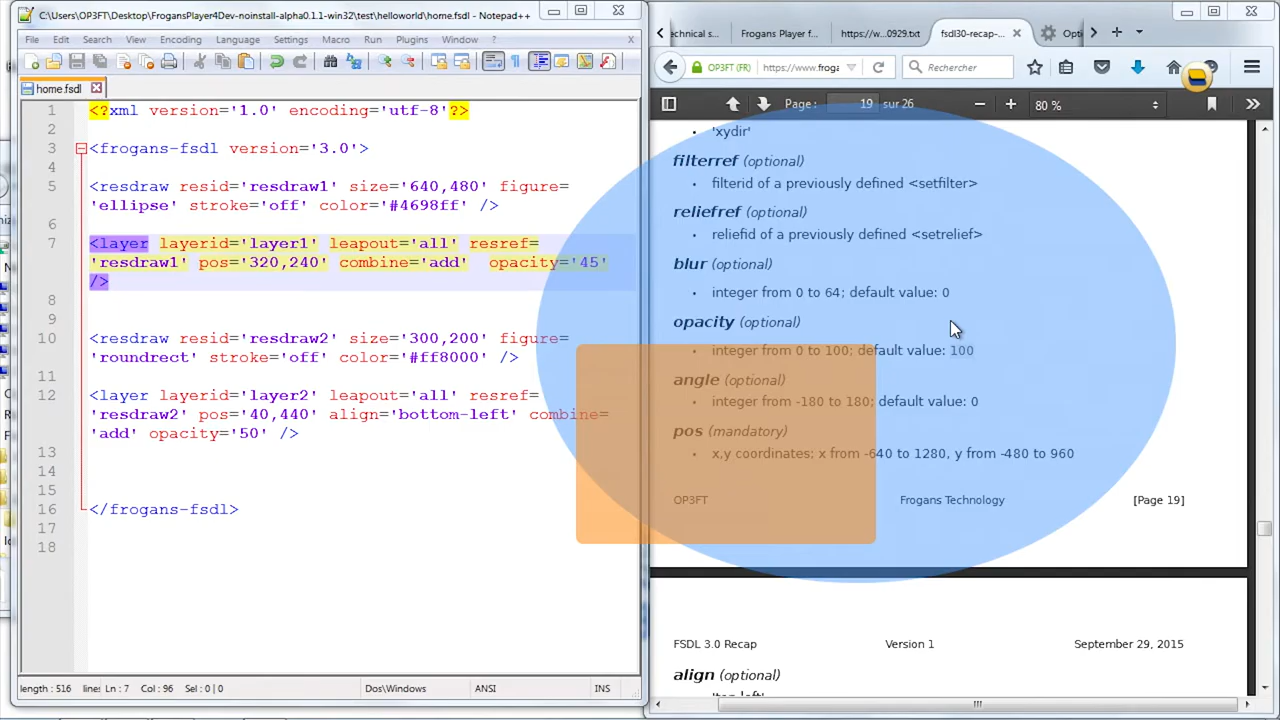 C:\Users\OP3FT\Desktop\FrogansPlayer4Dev-noinstall-alpha0.1.1-win32\test\helloworld\home.fsdl - Notepad++
File Edit Search View Encoding Language Settings Macro Run Plugins Window ?
home.fsdl
1 <?xml version='1.0' encoding='utf-8'?>
2
3 <frogans-fsdl version='3.0'>
4
5 <resdraw resid='resdraw1' size='640,480' figure=
'ellipse' stroke='off' color='#4698ff' />
6
7 <layer layerid='layer1' leapout='all' resref=
'resdraw1' pos='320,240' combine='add' opacity='45'
/>
8
9
10 <resdraw resid='resdraw2' size='300,200' figure=
'roundrect' stroke='off' color='#ff8000' />
11
12 <layer layerid='layer2' leapout='all' resref=
'resdraw2' pos='40,440' align='bottom-left' combine=
'add' opacity='50' />
13
14
15
16 </frogans-fsdl>
17
18
length : 516 lines Ln : 7 Col : 96 Sel : 0 | 0 Dos\Windows ANSI INS
echnical s... Frogans Player f... https://w...0929.txt fsdl30-recap-... Opti
OP3FT (FR) https://www.froga Rechercher
Page : 19 sur 26 80 %
• 'xydir'
filterref (optional)
• filterid of a previously defined <setfilter>
reliefref (optional)
• reliefid of a previously defined <setrelief>
blur (optional)
• integer from 0 to 64; default value: 0
opacity (optional)
• integer from 0 to 100; default value: 100
angle (optional)
• integer from -180 to 180; default value: 0
pos (mandatory)
• x,y coordinates; x from -640 to 1280, y from -480 to 960
OP3FT Frogans Technology [Page 19]
FSDL 3.0 Recap Version 1 September 29, 2015
align (optional)